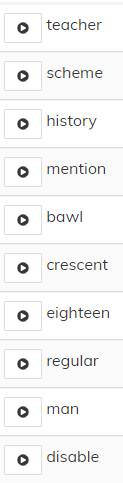 teacher
scheme
history
mention
bawl
crescent
eighteen
regular
man
disable